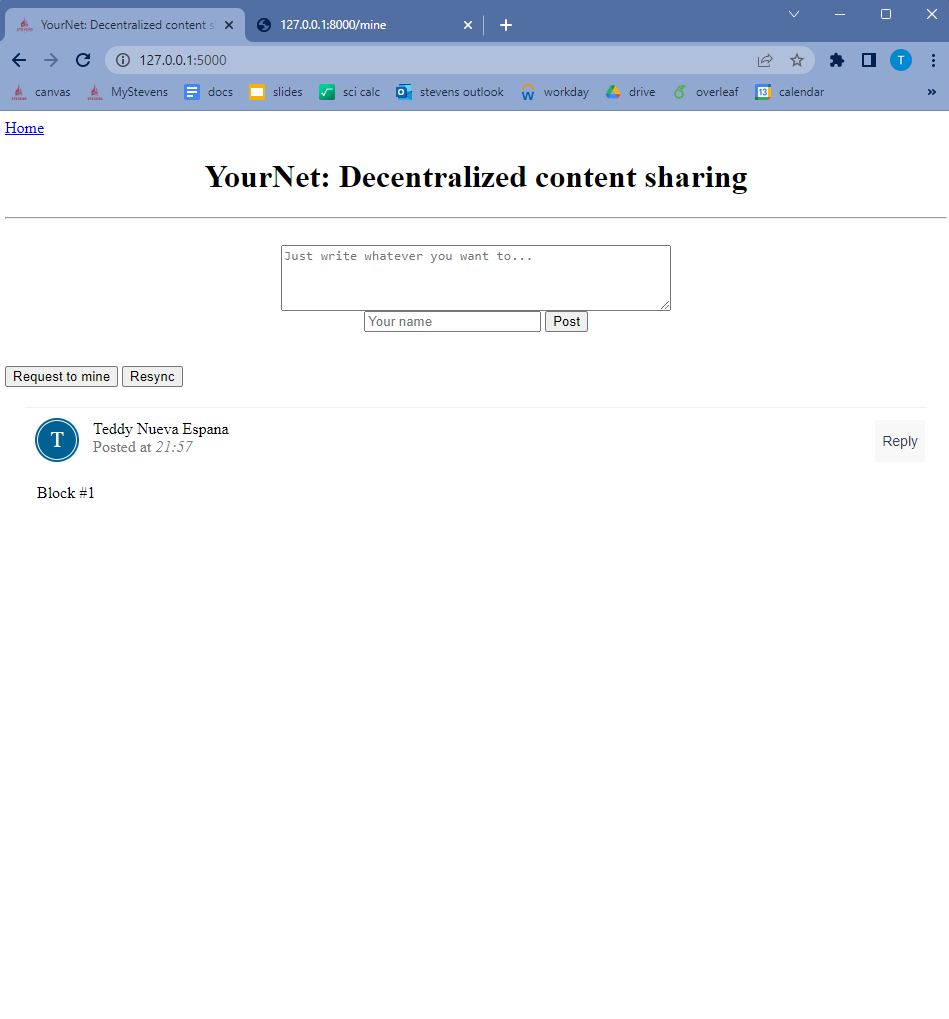 YourNet: Decentralized content s
127.0.0.1:8000/mine
127.0.0.1:5000
T
canvas MyStevens docs slides sci calc stevens outlook workday drive overleaf 13 calendar »
Home
YourNet: Decentralized content sharing
Just write whatever you want to...
Your name Post
Request to mine Resync
T
Teddy Nueva Espana
Posted at 21:57
Reply
Block #1